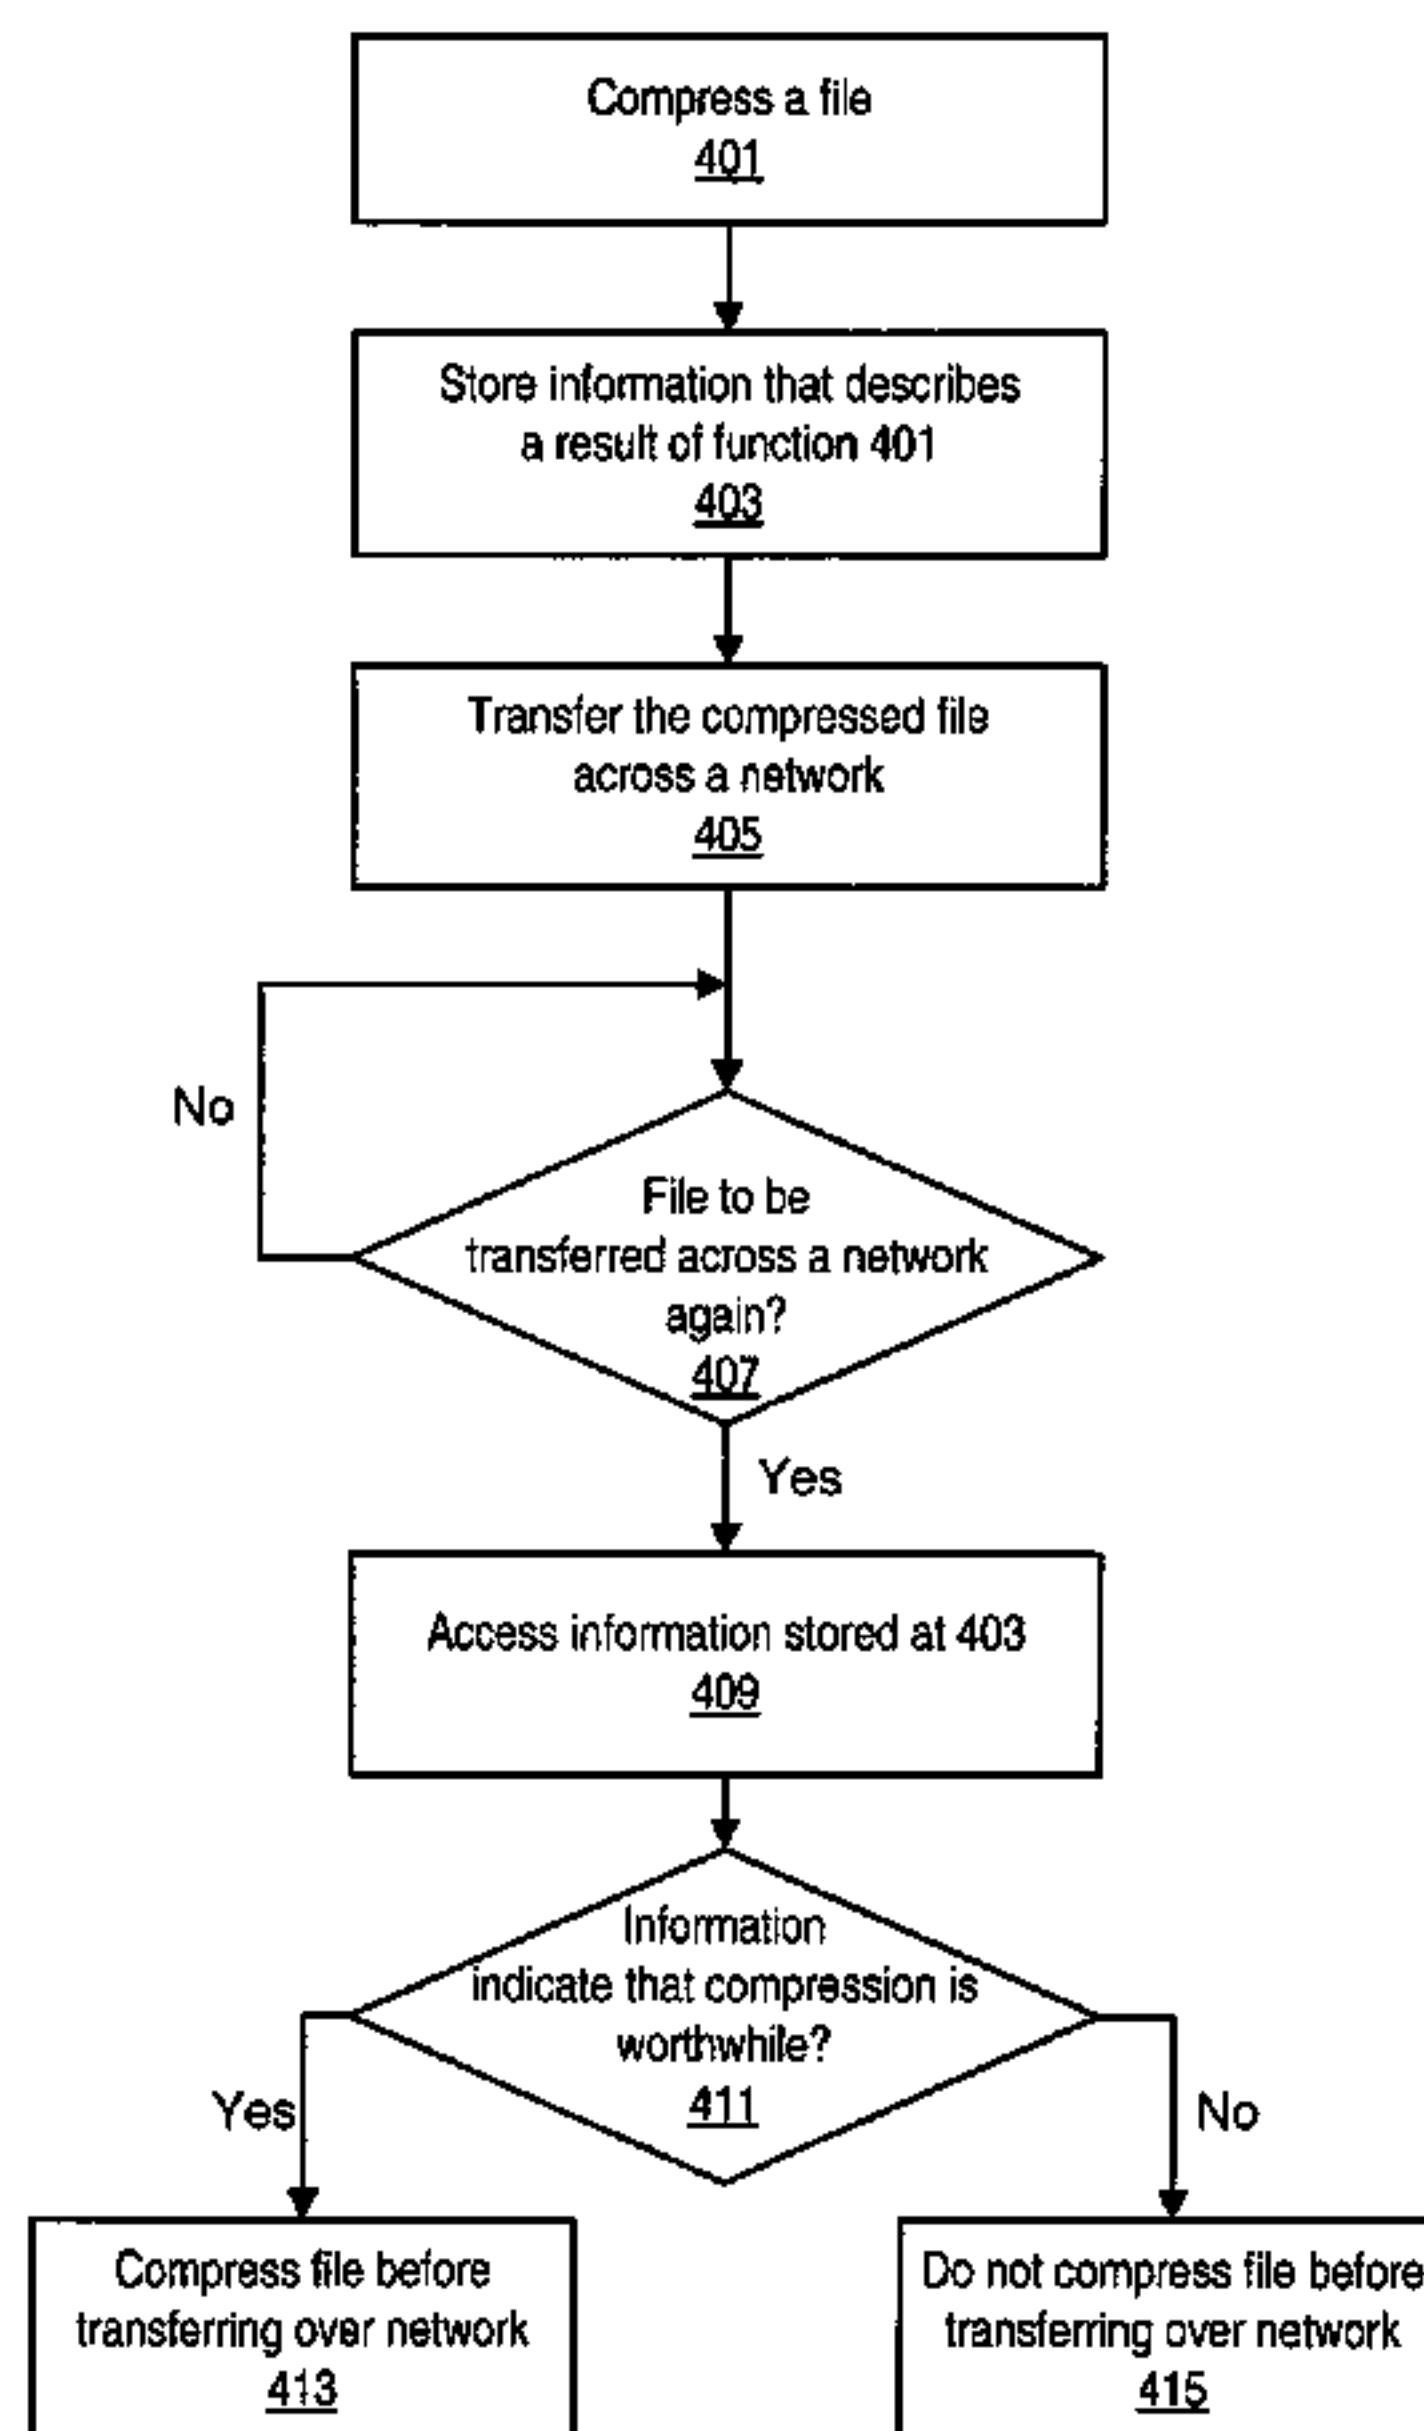 Compress a file
401
Store information that describes
a result of function 401
403
Transfer the compressed file
across a network
405
No
File to be
transferred across a network
again?
407
Yes
Access information stored at 403
409
Information
indicate that compression is
worthwhile?
411
Yes
No
Compress file before
transferring over network
413
Do not compress file before
transferring over network
415